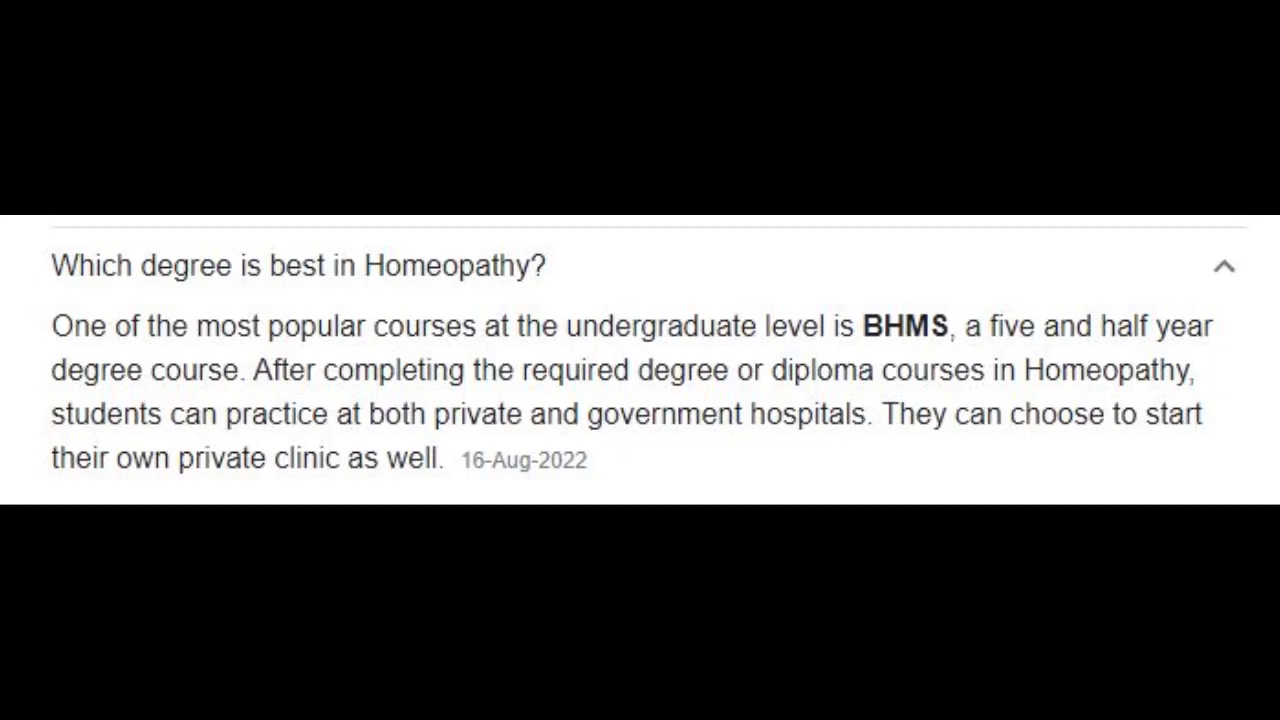 Which degree is best in Homeopathy?
One of the most popular courses at the undergraduate level is BHMS, a five and half year
degree course. After completing the required degree or diploma courses in Homeopathy,
students can practice at both private and government hospitals. They can choose to start
their own private clinic as well. 16-Aug-2022